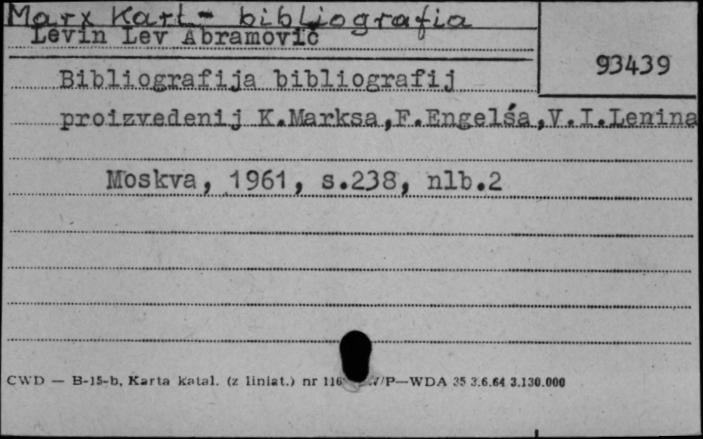 Marx Karl - bibliografia
Levin Lev Abramovič
93439
Bibliografija bibliografij
proizvedenij K.Marksa,F.Engelśa,V.I.Lenina
Moskva, 1961, s.238, nlb.2
CWD — B-15-b, Karta katal. (z liniat.) nr 116 /P—WDA 35 3.6.64 3.130.000